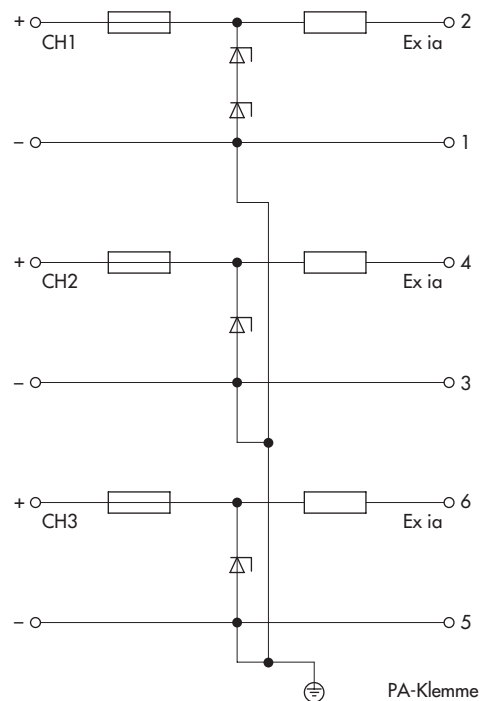 + 2
CH1 Ex ia
– 1
+ 4
CH2 Ex ia
– 3
+ 6
CH3 Ex ia
– 5
PA-Klemme